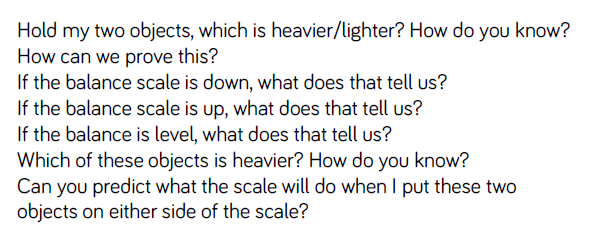 Hold my two objects, which is heavier/lighter? How do you know?
How can we prove this?
If the balance scale is down, what does that tell us?
If the balance scale is up, what does that tell us?
If the balance is level, what does that tell us?
Which of these objects is heavier? How do you know?
Can you predict what the scale will do when I put these two
objects on either side of the scale?